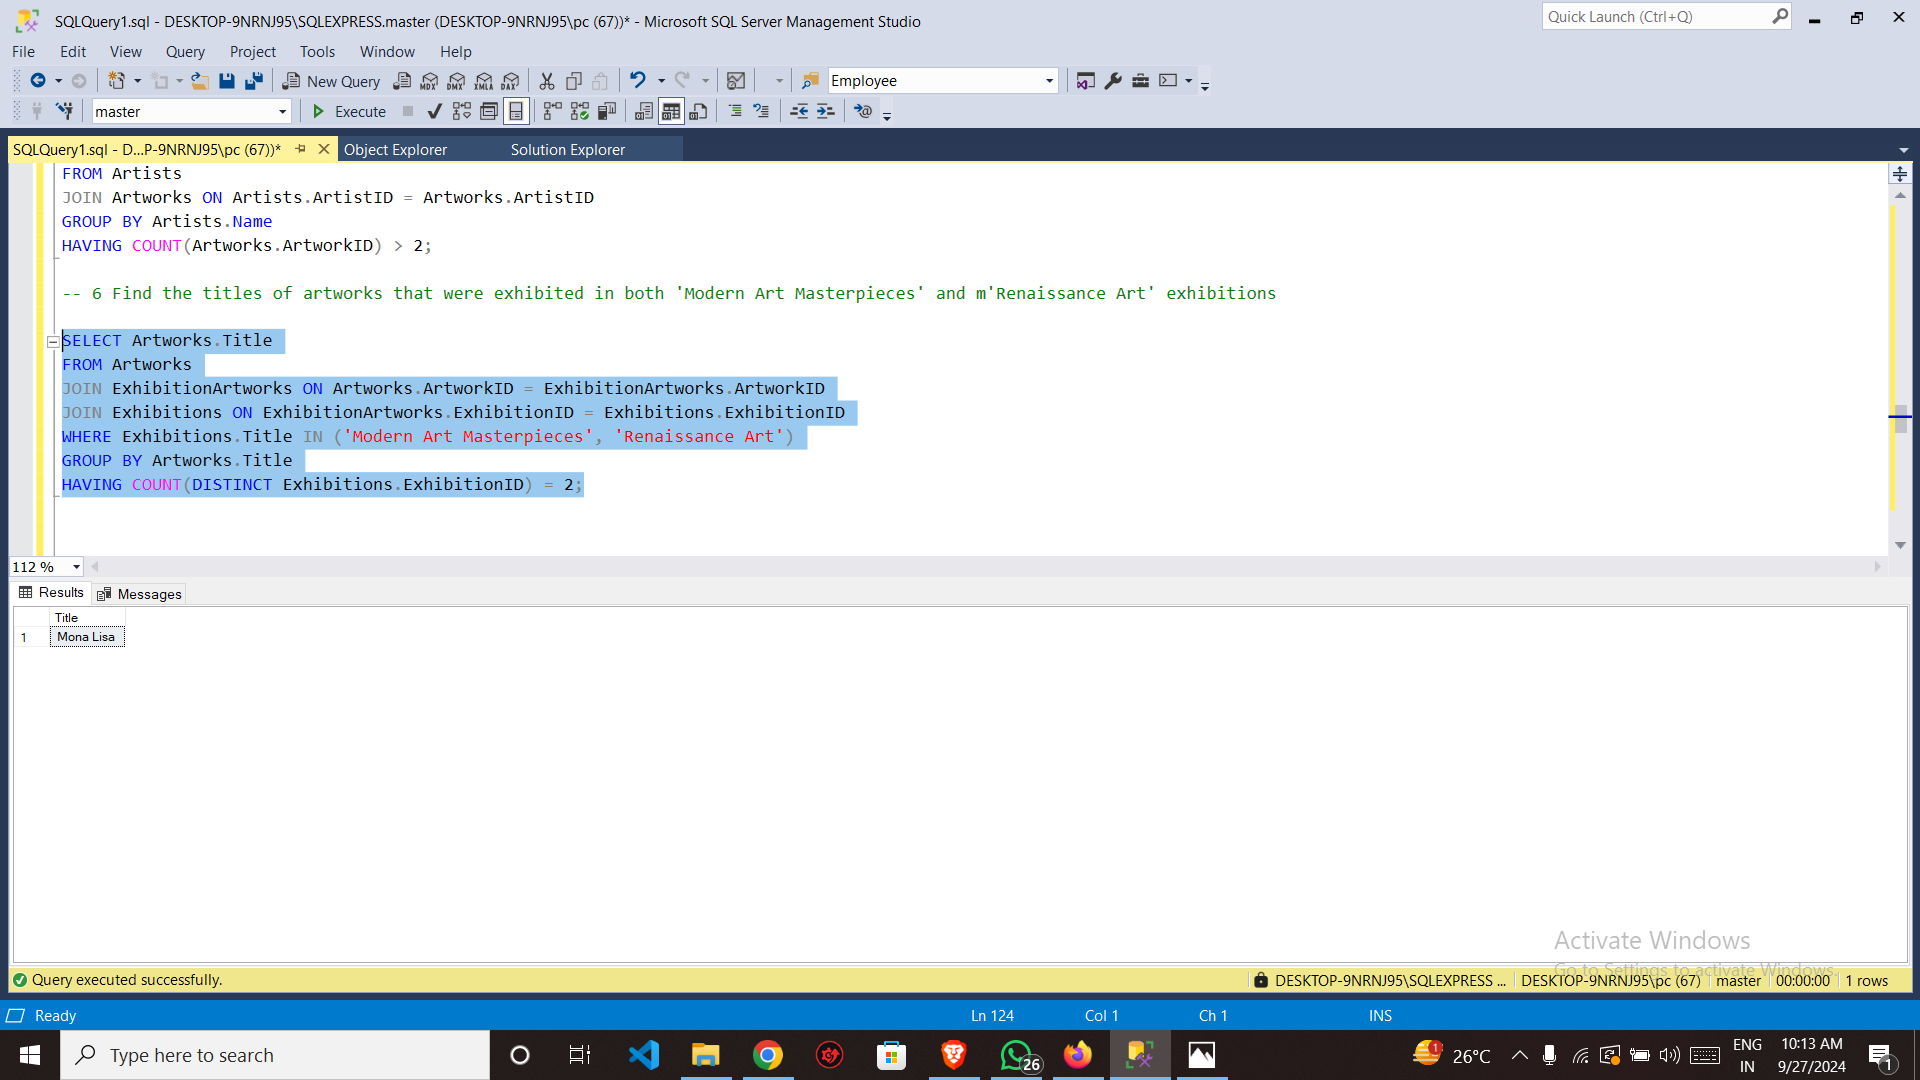 SQLQuery1.sql - DESKTOP-9NRNJ95\SQLEXPRESS.master (DESKTOP-9NRNJ95\pc (67))* - Microsoft SQL Server Management Studio
Quick Launch (Ctrl+Q)
File Edit View Query Project Tools Window Help
New Query MDX DMX XMLA DAX Employee
master Execute
SQLQuery1.sql - D...P-9NRNJ95\pc (67))* Object Explorer Solution Explorer
FROM Artists
JOIN Artworks ON Artists.ArtistID = Artworks.ArtistID
GROUP BY Artists.Name
HAVING COUNT(Artworks.ArtworkID) > 2;
-- 6 Find the titles of artworks that were exhibited in both 'Modern Art Masterpieces' and m'Renaissance Art' exhibitions
SELECT Artworks.Title
FROM Artworks
JOIN ExhibitionArtworks ON Artworks.ArtworkID = ExhibitionArtworks.ArtworkID
JOIN Exhibitions ON ExhibitionArtworks.ExhibitionID = Exhibitions.ExhibitionID
WHERE Exhibitions.Title IN ('Modern Art Masterpieces', 'Renaissance Art')
GROUP BY Artworks.Title
HAVING COUNT(DISTINCT Exhibitions.ExhibitionID) = 2;
112 %
Results Messages
Title
1 Mona Lisa
Activate Windows
Go to Settings to activate Windows.
Query executed successfully. DESKTOP-9NRNJ95\SQLEXPRESS ... DESKTOP-9NRNJ95\pc (67) master 00:00:00 1 rows
Ready Ln 124 Col 1 Ch 1 INS
Type here to search
26
1
26°C
ENG
IN
10:13 AM
9/27/2024
1